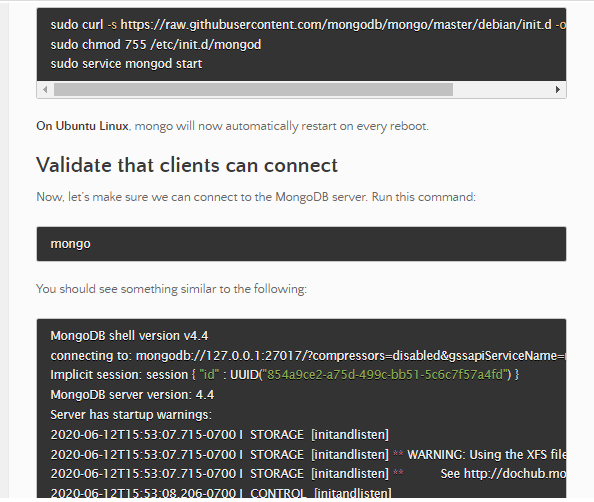 sudo curl -s https://raw.githubusercontent.com/mongodb/mongo/master/debian/init.d -o
sudo chmod 755 /etc/init.d/mongod
sudo service mongod start
On Ubuntu Linux, mongo will now automatically restart on every reboot.
Validate that clients can connect
Now, let's make sure we can connect to the MongoDB server. Run this command:
mongo
You should see something similar to the following:
MongoDB shell version v4.4
connecting to: mongodb://127.0.0.1:27017/?compressors=disabled&gssapiServiceName=
Implicit session: session { "id" : UUID("854a9ce2-a75d-499c-bb51-5c6c7f57a4fd") }
MongoDB server version: 4.4
Server has startup warnings:
2020-06-12T15:53:07.715-0700 I STORAGE [initandlisten]
2020-06-12T15:53:07.715-0700 I STORAGE [initandlisten] ** WARNING: Using the XFS file
2020-06-12T15:53:07.715-0700 I STORAGE [initandlisten] ** See http://dochub.mo
2020-06-12T15:53:08.206-0700 I CONTROL [initandlisten]